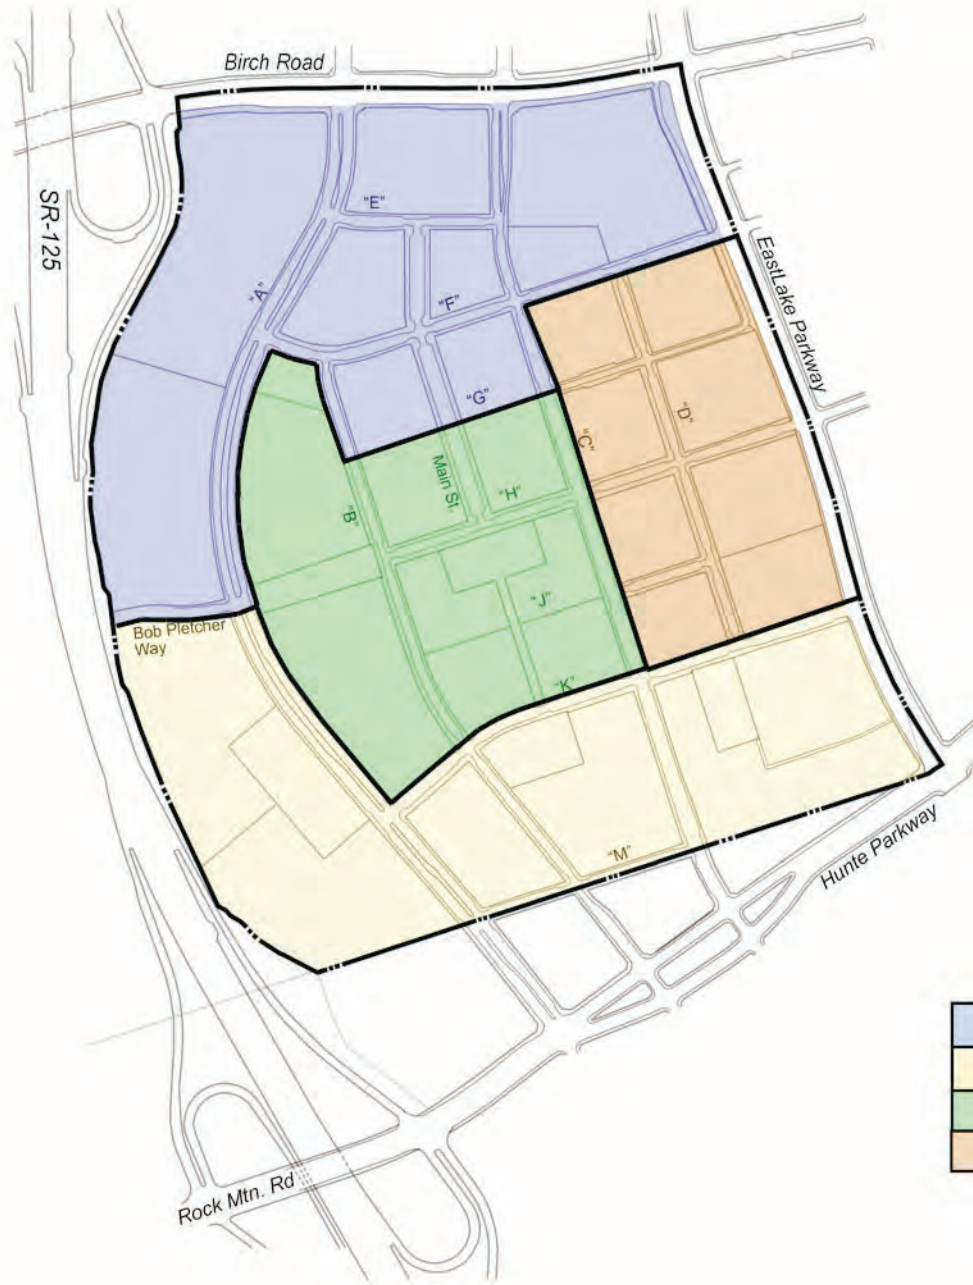 Birch Road
SR-125
"E"
"A"
"F"
EastLake Parkway
"G"
"D"
"C"
Main St.
"H"
"B"
"J"
Bob Pletcher
Way
"K"
"M"
Hunte Parkway
Rock Mtn. Rd